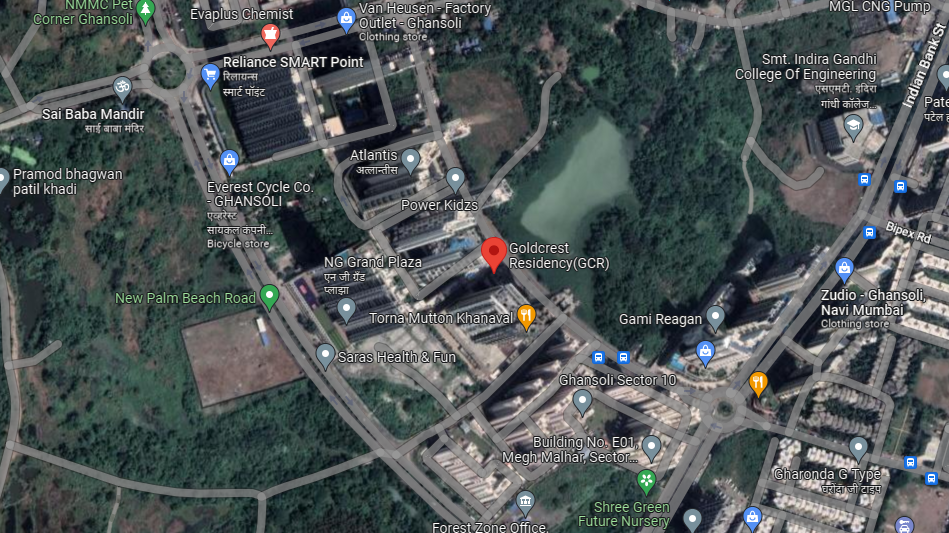 NMMC Pet
Corner Ghansoli
Evaplus Chemist
Van Heusen - Factory
Outlet - Ghansoli
Clothing store
MGL CNG Pump
Reliance SMART Point
रिलायन्स
स्मार्ट पॉइंट
Smt. Indira Gandhi
College Of Engineering
एसएमटी. इंदिरा
गांधी कॉलेज...
Indian Bank St
Sai Baba Mandir
साई बाबा मंदिर
Atlantis
अत्लान्तीस
Pramod bhagwan
patil khadi
Everest Cycle Co.
- GHANSOLI
एव्हरेस्ट
सायकल कंपनी...
Bicycle store
Power Kidzs
Bipex Rd
Goldcrest
Residency(GCR)
NG Grand Plaza
एन जी ग्रँड
प्लाझा
New Palm Beach Road
Torna Mutton Khanaval
Gami Reagan
Zudio - Ghansoli,
Navi Mumbai
Clothing store
Saras Health & Fun
Ghansoli Sector 10
Building No. E01,
Megh Malhar, Sector...
Gharonda G Type
घरोंदा जी टाइप
Shree Green
Future Nursery
Forest Zone Office,